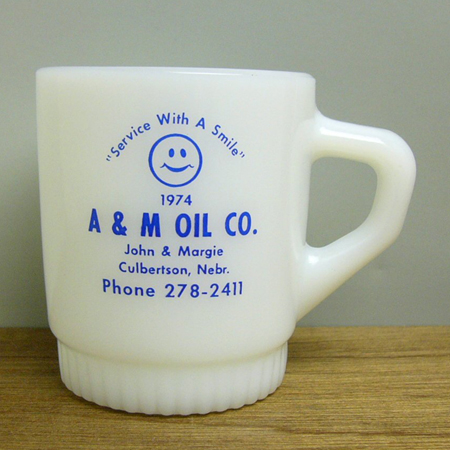 "Service With A Smile"
1974
A & M OIL CO.
John & Margie
Culbertson, Nebr.
Phone 278-2411